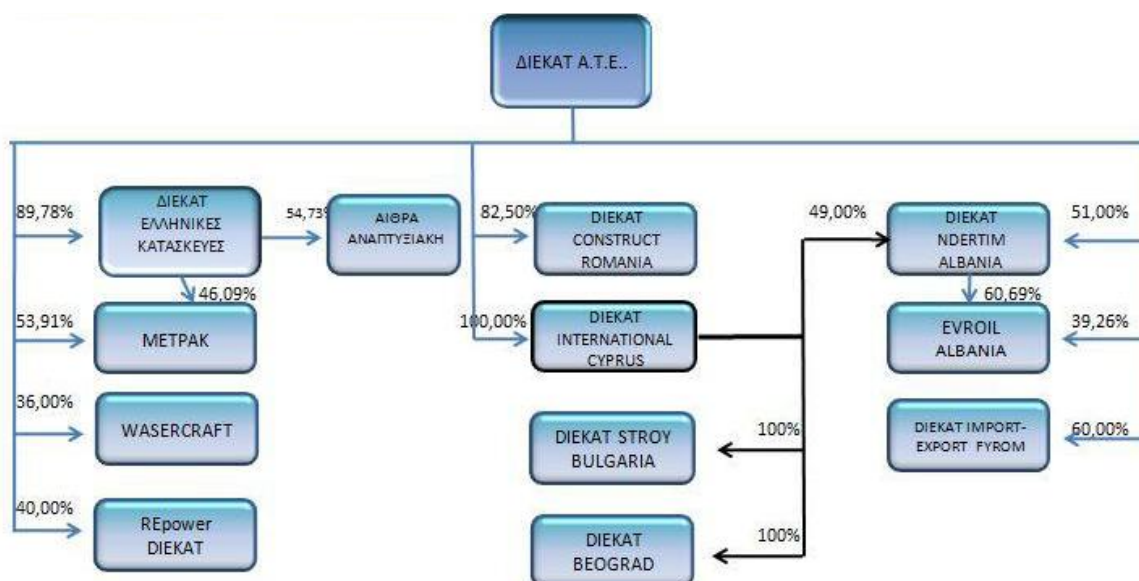 ΔΙΕΚΑΤ Α.Τ.Ε..
89,78%
ΔΙΕΚΑΤ
ΕΛΛΗΝΙΚΕΣ
ΚΑΤΑΣΚΕΥΕΣ
54,73%
ΑΙΘΡΑ
ΑΝΑΠΤΥΞΙΑΚΗ
82,50%
DIEKAT
CONSTRUCT
ROMANIA
49,00%
DIEKAT
NDERTIM
ALBANIA
51,00%
46,09%
60,69%
53,91%
ΜΕΤΡΑΚ
100,00%
DIEKAT
INTERNATIONAL
CYPRUS
EVROIL
ALBANIA
39,26%
36,00%
WASERCRAFT
DIEKAT STROY
BULGARIA
100%
DIEKAT IMPORT-
EXPORT FYROM
60,00%
40,00%
REpower
DIEKAT
DIEKAT
BEOGRAD
100%